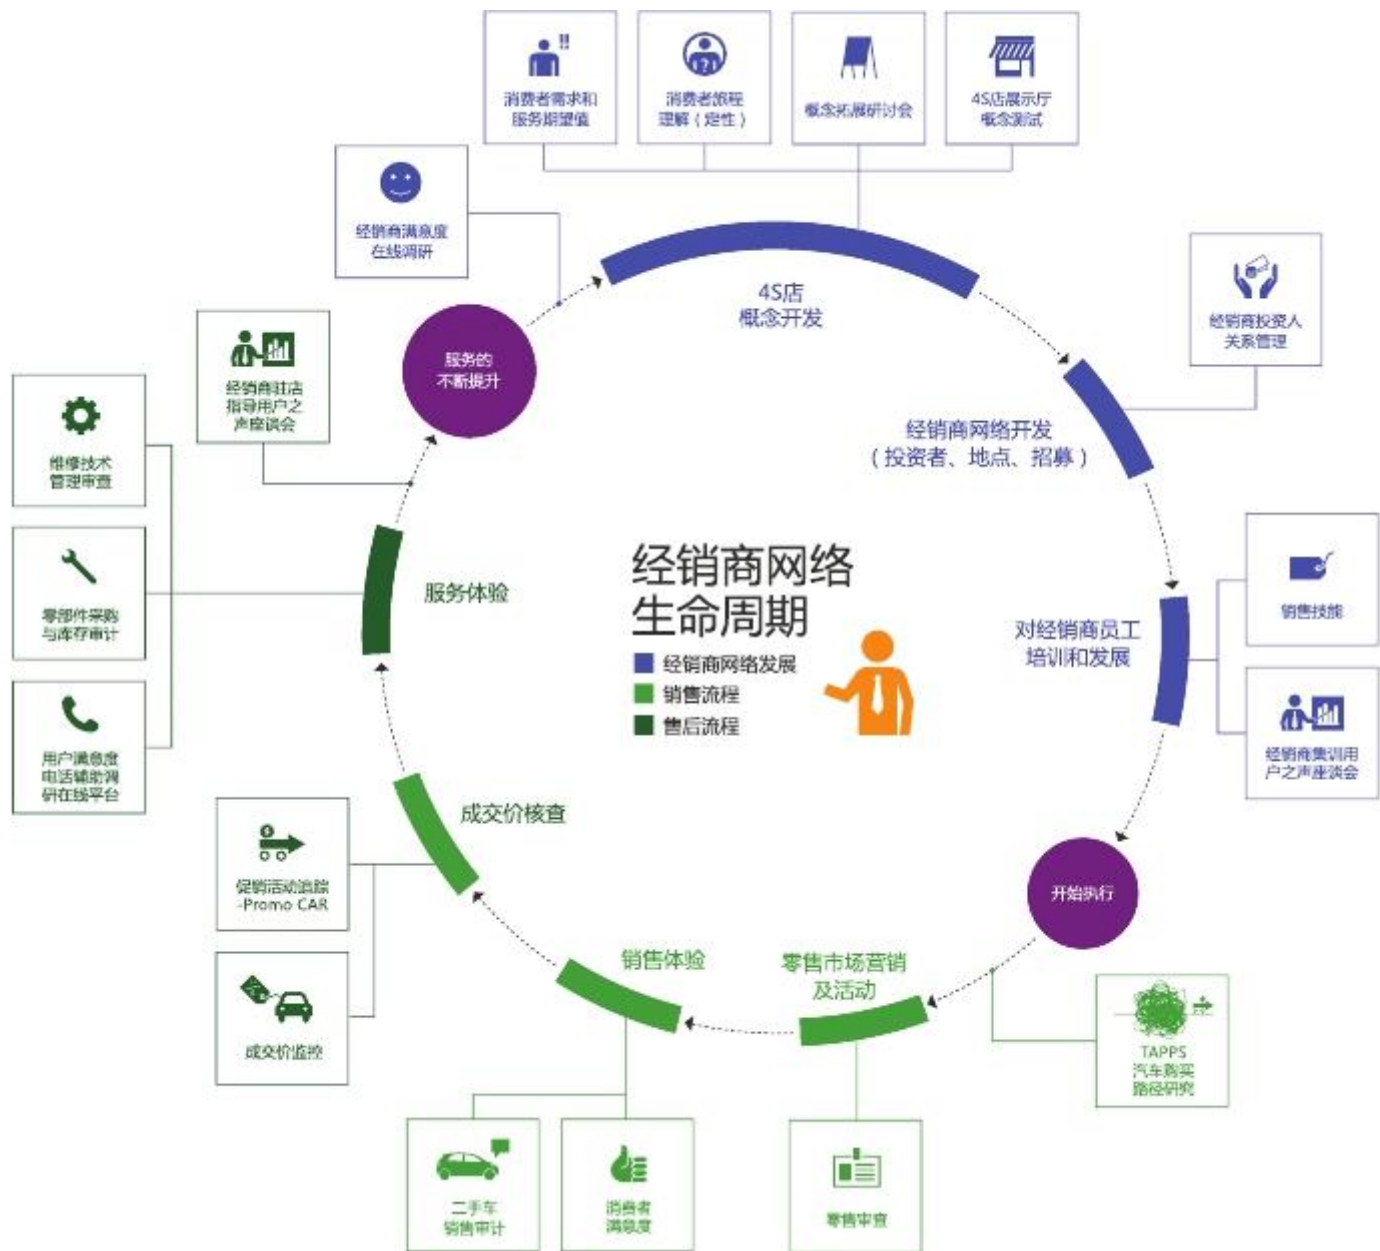 消费者需求和
服务期望值
消费者旅程
理解（定性）
概念拓展研讨会
4S店展示厅
概念测试
经销商满意度
在线调研
4S店
概念开发
经销商投资人
关系管理
服务的
不断提升
经销商驻店
指导用户之
声座谈会
经销商网络开发
（投资者、地点、招募）
维修技术
管理审查
零部件采购
与库存审计
用户满意度
电话辅助调
研在线平台
服务体验
经销商网络
生命周期
经销商网络发展
销售流程
售后流程
对经销商员工
培训和发展
销售技能
经销商集训用
户之声座谈会
成交价核查
促销活动追踪
-Promo CAR
成交价监控
开始执行
销售体验
零售市场营销
及活动
TAPPS
汽车购买
路径研究
二手车
销售审计
消费者
满意度
零售审查